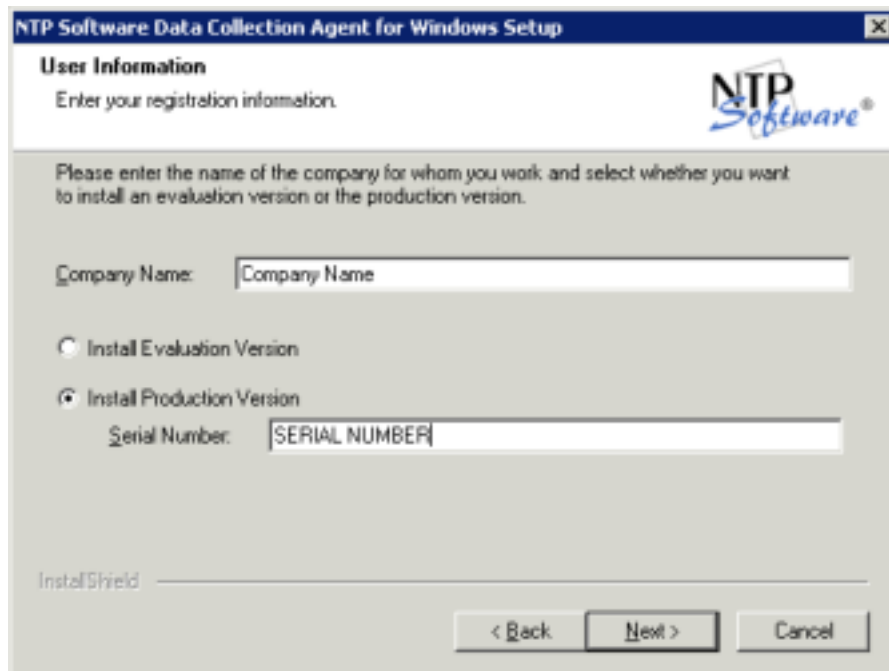 NTP Software Data Collection Agent for Windows Setup
User Information
Enter your registration information.
NTP
Software®
Please enter the name of the company for whom you work and select whether you want
to install an evaluation version or the production version.
Company Name: Company Name
Install Evaluation Version
Install Production Version
Serial Number: SERIAL NUMBER
InstallShield
< Back Next > Cancel